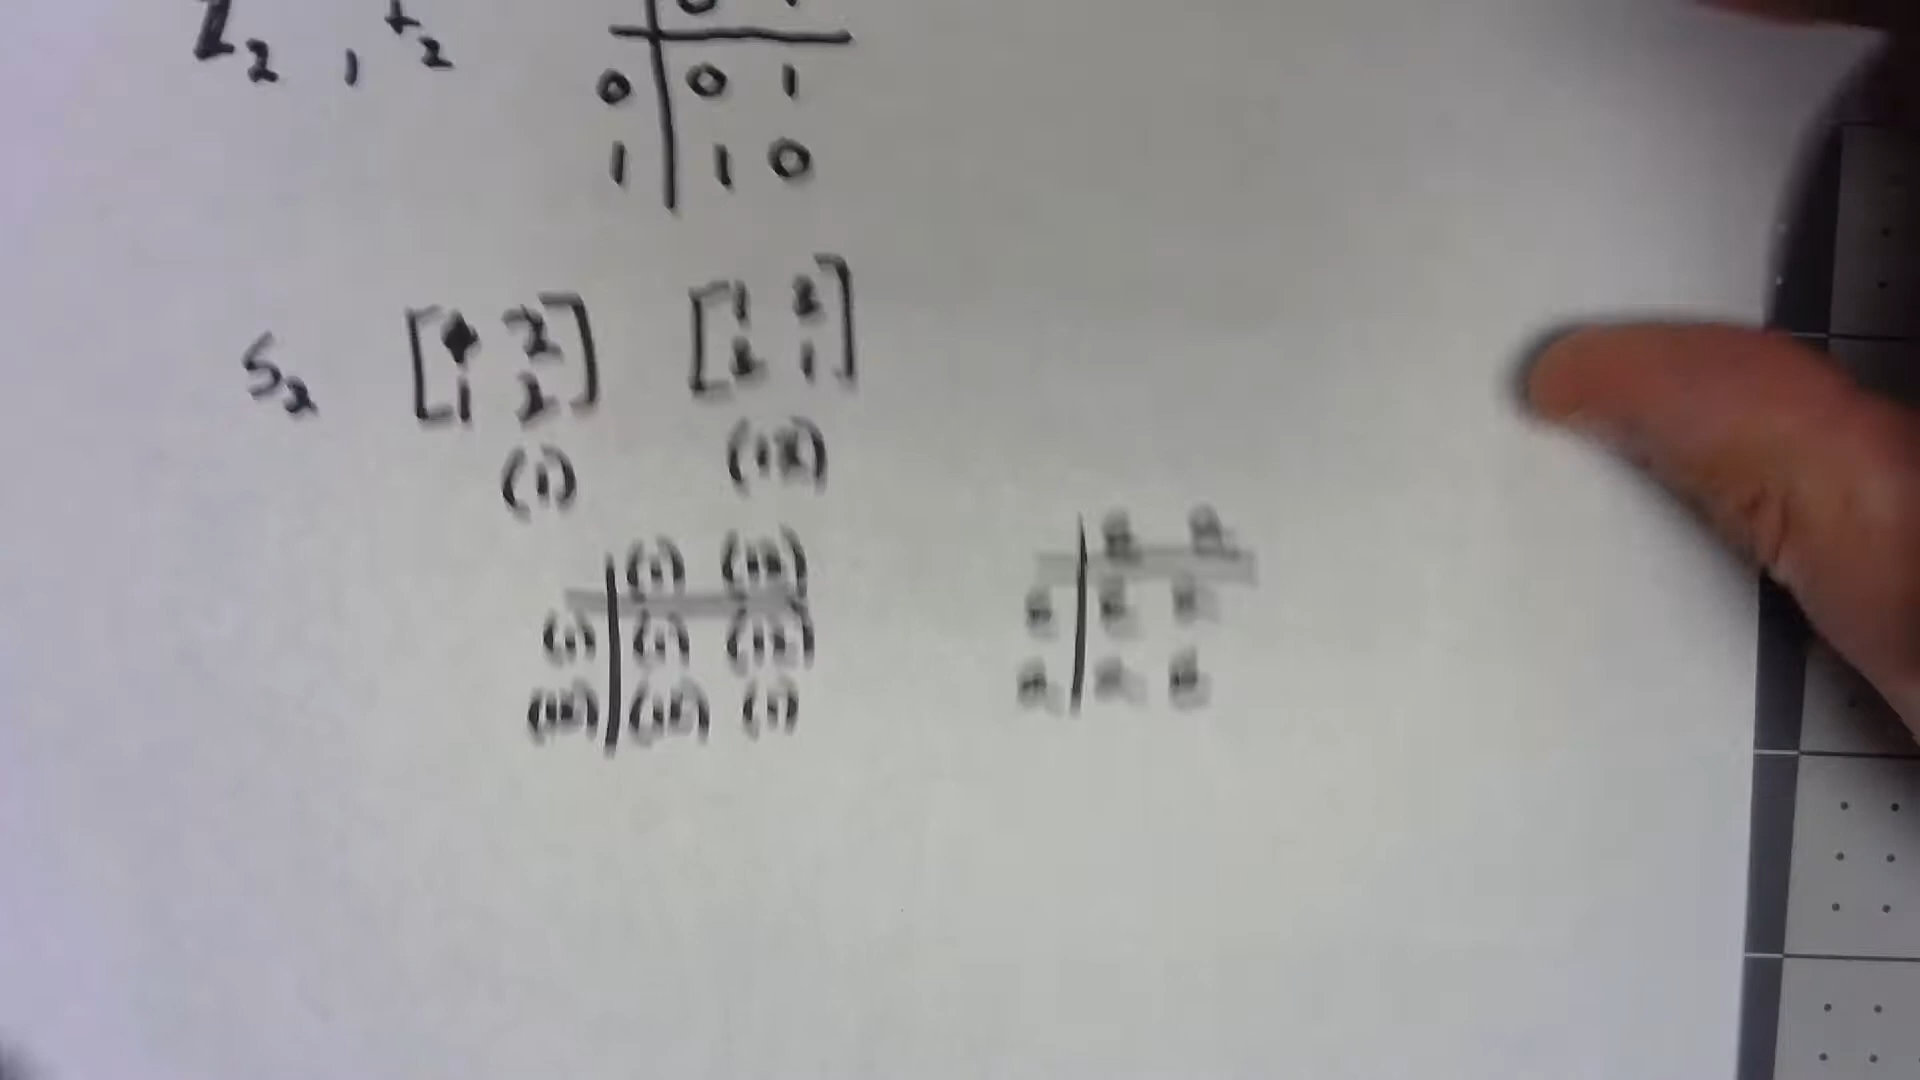 Z₂ , +₂
0 | 0 1
1 | 1 0
S₂ [1 2 [1 2
1 2] 2 1]
(1) (12)
(1) (12)
(1) | (1) (12)
(12) | (12) (1)